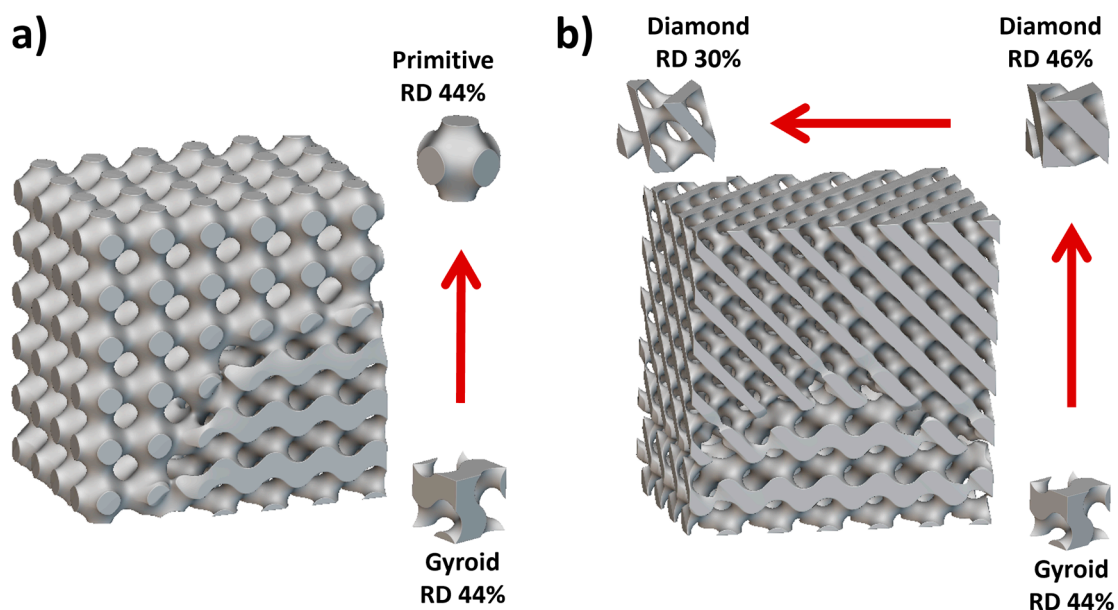 a)
Primitive
RD 44%
Gyroid
RD 44%
b)
Diamond
RD 30%
Diamond
RD 46%
Gyroid
RD 44%